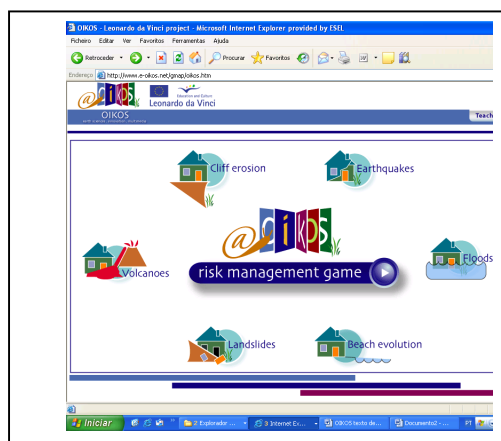 OIKOS - Leonardo da Vinci project - Microsoft Internet Explorer provided by ESEL
Ficheiro Editar Ver Favoritos Ferramentas Ajuda
Retroceder Procurar Favoritos
Endereço http://www.e-oikos.net/gmap/oikos.htm
@OIKOS
Education and Culture
Leonardo da Vinci
OIKOS
Teach
Cliff erosion
Earthquakes
@OIKOS
Volcanoes
risk management game
Floods
Landslides
Beach evolution
Iniciar
2 Explorador ...
3 Internet Ex...
OIKOS texto de...
Documento2 - ...
PT